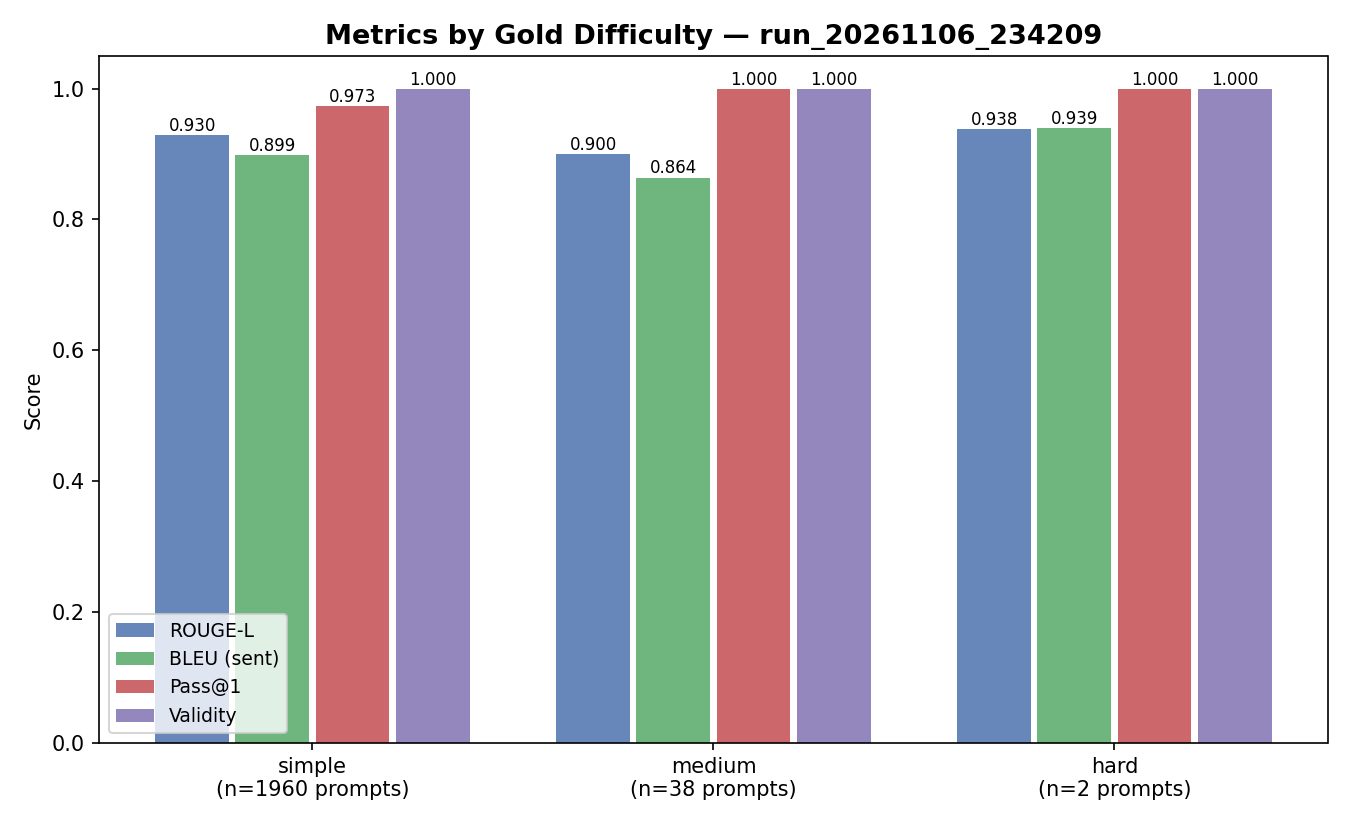 Metrics by Gold Difficulty — run_20261106_234209
Score
1.0
0.8
0.6
0.4
0.2
0.0
0.930
0.899
0.973
1.000
0.900
0.864
1.000
1.000
0.938
0.939
1.000
1.000
ROUGE-L
BLEU (sent)
Pass@1
Validity
simple
(n=1960 prompts)
medium
(n=38 prompts)
hard
(n=2 prompts)